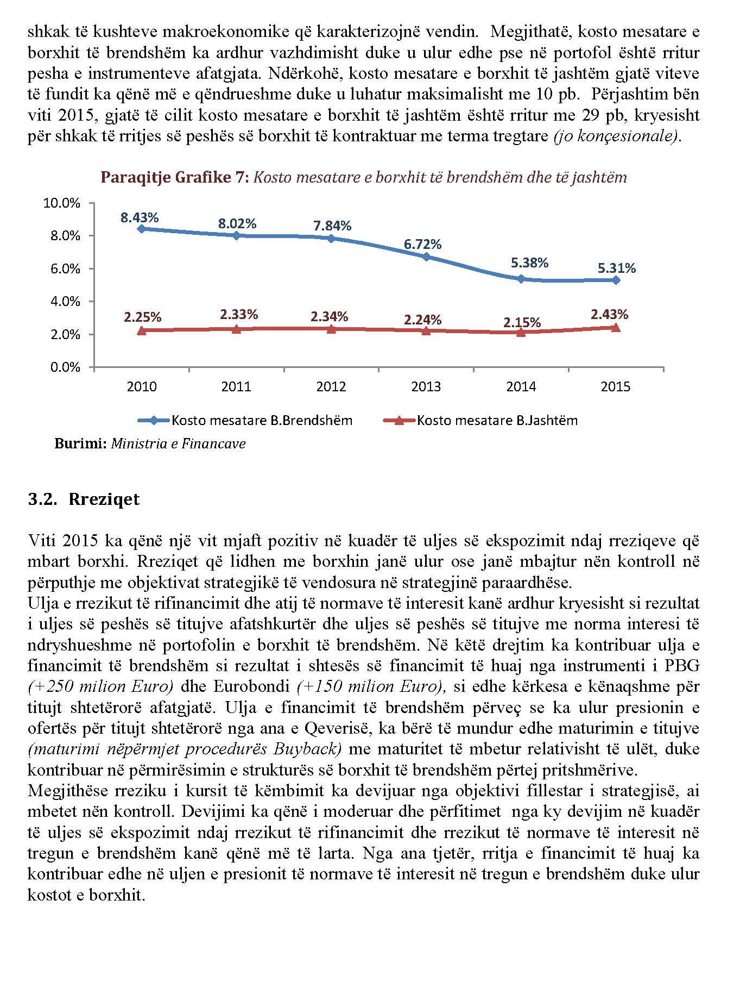 shkak të kushteve makroekonomike që karakterizojnë vendin.  Megjithatë, kosto mesatare e
borxhit të brendshëm ka ardhur vazhdimisht duke u ulur edhe pse në portofol është rritur
pesha e instrumenteve afatgjata. Ndërkohë, kosto mesatare e borxhit të jashtëm gjatë viteve
të fundit ka qënë më e qëndrueshme duke u luhatur maksimalisht me 10 pb.  Përjashtim bën
viti 2015, gjatë të cilit kosto mesatare e borxhit të jashtëm është rritur me 29 pb, kryesisht
për shkak të rritjes së peshës së borxhit të kontraktuar me terma tregtare (jo konçesionale).
Paraqitje Grafike 7: Kosto mesatare e borxhit të brendshëm dhe të jashtëm
10.0%
8.0%
6.0%
4.0%
2.0%
0.0%
8.43% 8.02% 7.84% 6.72% 5.38% 5.31%
2.25% 2.33% 2.34% 2.24% 2.15% 2.43%
2010 2011 2012 2013 2014 2015
Kosto mesatare B.Brendshëm Kosto mesatare B.Jashtëm
Burimi: Ministria e Financave
3.2. Rreziqet
Viti 2015 ka qënë një vit mjaft pozitiv në kuadër të uljes së ekspozimit ndaj rreziqeve që
mbart borxhi. Rreziqet që lidhen me borxhin janë ulur ose janë mbajtur nën kontroll në
përputhje me objektivat strategjikë të vendosura në strategjinë paraardhëse.
Ulja e rrezikut të rifinancimit dhe atij të normave të interesit kanë ardhur kryesisht si rezultat
i uljes së peshës së titujve afatshkurtër dhe uljes së peshës së titujve me norma interesi të
ndryshueshme në portofolin e borxhit të brendshëm. Në këtë drejtim ka kontribuar ulja e
financimit të brendshëm si rezultat i shtesës së financimit të huaj nga instrumenti i PBG
(+250 milion Euro) dhe Eurobondi (+150 milion Euro), si edhe kërkesa e kënaqshme për
titujt shtetërorë afatgjatë. Ulja e financimit të brendshëm përveç se ka ulur presionin e
ofertës për titujt shtetërorë nga ana e Qeverisë, ka bërë të mundur edhe maturimin e titujve
(maturimi nëpërmjet procedurës Buyback) me maturitet të mbetur relativisht të ulët, duke
kontribuar në përmirësimin e strukturës së borxhit të brendshëm përtej pritshmërive.
Megjithëse rreziku i kursit të këmbimit ka devijuar nga objektivi fillestar i strategjisë, ai
mbetet nën kontroll. Devijimi ka qënë i moderuar dhe përfitimet  nga ky devijim në kuadër
të uljes së ekspozimit ndaj rrezikut të rifinancimit dhe rrezikut të normave të interesit në
tregun e brendshëm kanë qënë më të larta. Nga ana tjetër, rritja e financimit të huaj ka
kontribuar edhe në uljen e presionit të normave të interesit në tregun e brendshëm duke ulur
kostot e borxhit.